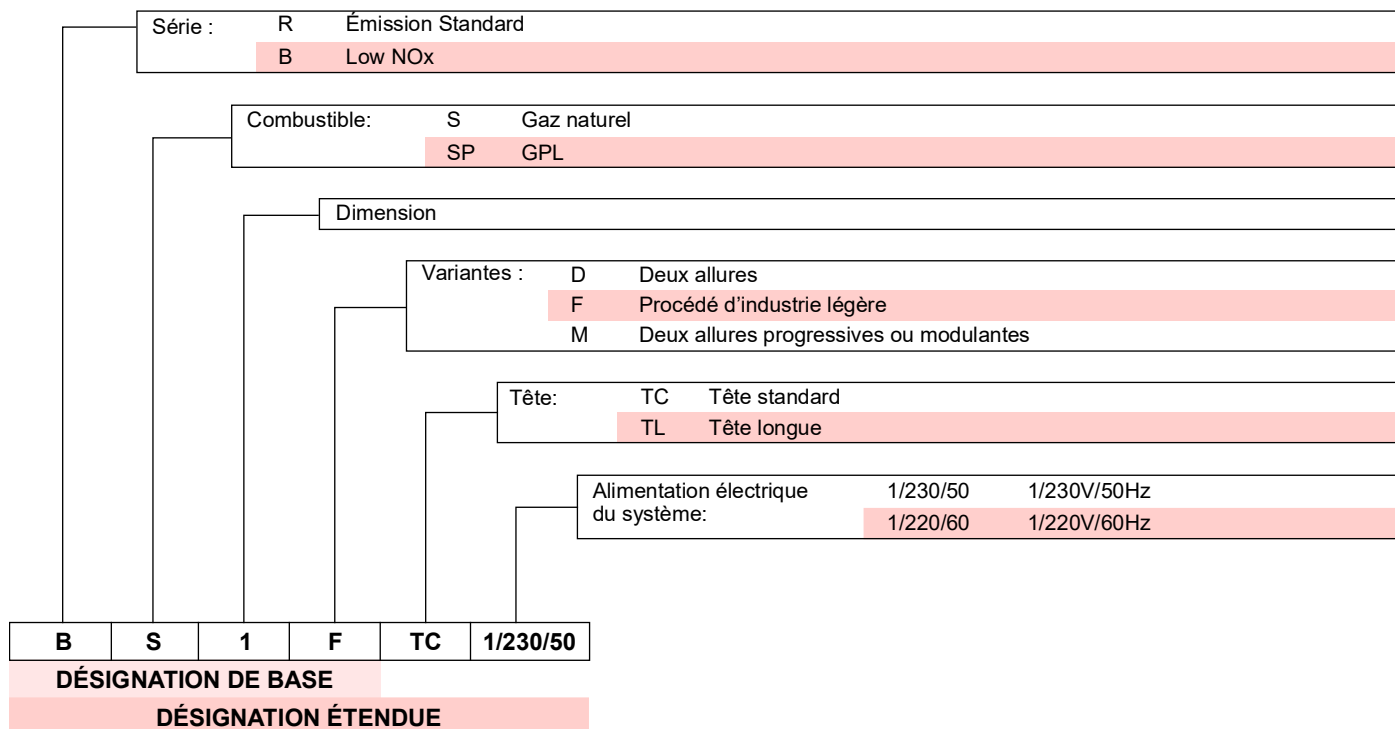 Série : R Émission Standard
B Low NOx
Combustible: S Gaz naturel
SP GPL
Dimension
Variantes : D Deux allures
F Procédé d’industrie légère
M Deux allures progressives ou modulantes
Tête: TC Tête standard
TL Tête longue
Alimentation électrique 1/230/50 1/230V/50Hz
du système: 1/220/60 1/220V/60Hz
B S 1 F TC 1/230/50
DÉSIGNATION DE BASE
DÉSIGNATION ÉTENDUE